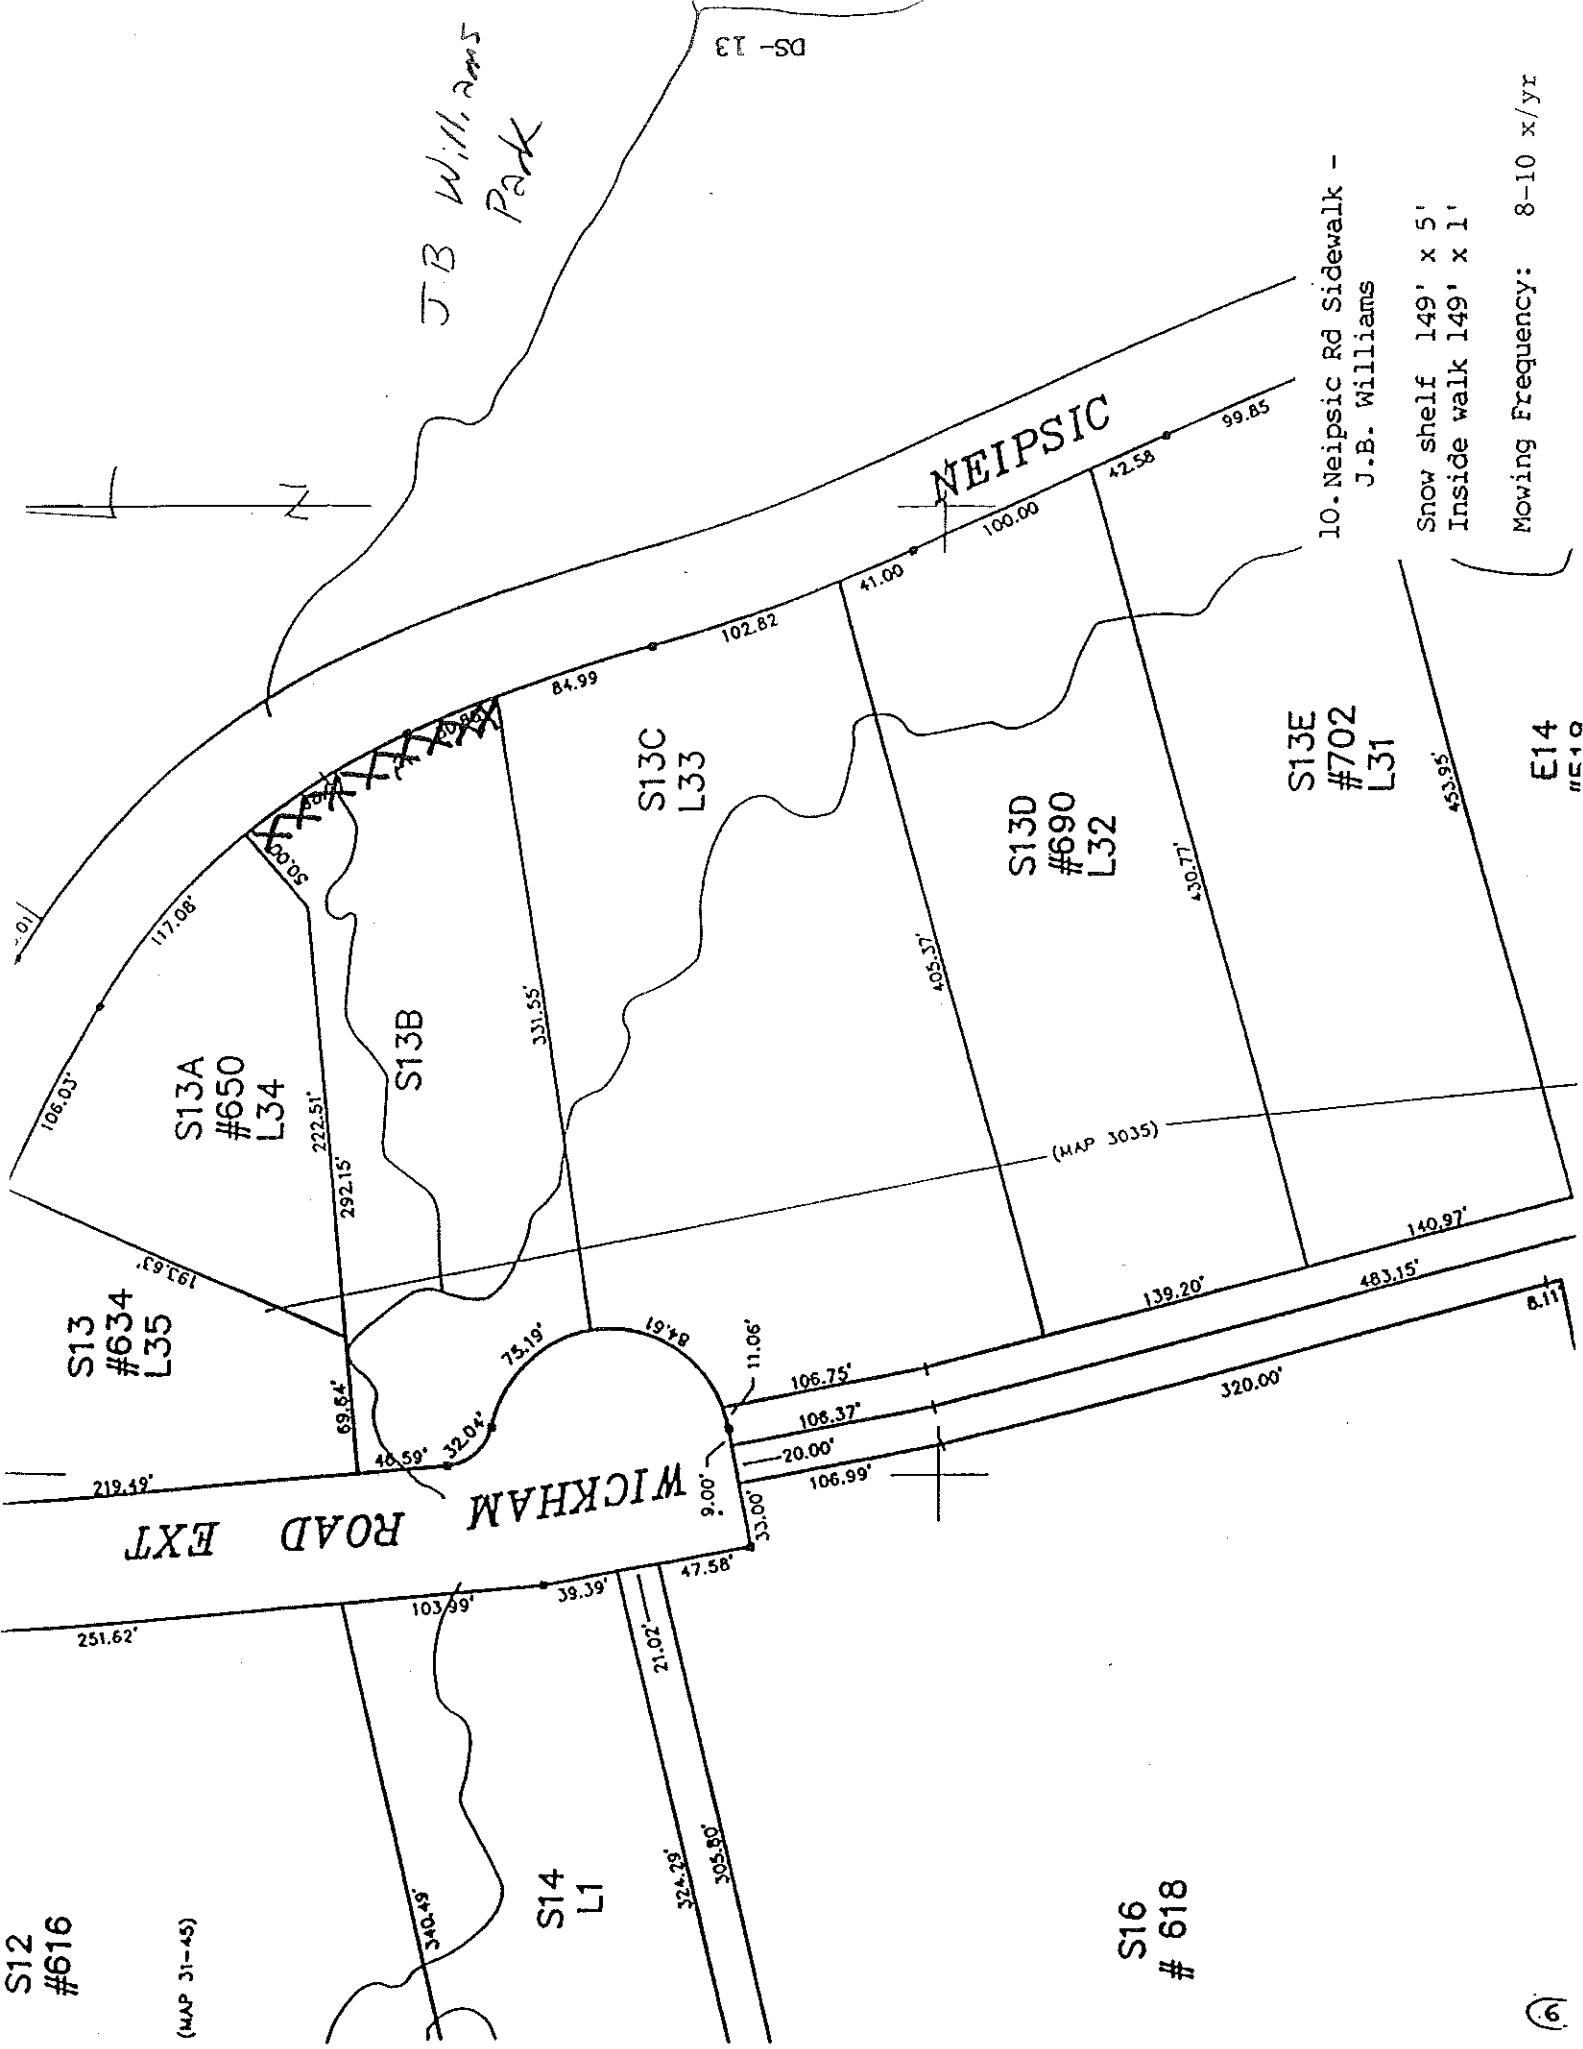 S12
#616
(MAP 31-45)
251.62'
219.49'
WICKHAM ROAD EXT
S13
#634
L35
193.63'
106.03'
S13A
#650
L34
117.08'
50.00'
222.51'
292.15'
69.64'
46.59'
32.04'
75.19'
84.61
S13B
331.55'
J B Williams
Park
DS-13
84.99
S13C
L33
102.82
41.00
NEIPSIC
100.00
42.58
99.85
405.37'
S13D
#690
L32
430.77'
S13E
#702
L31
453.95'
E14
(MAP 3035)
11.06'
9.00'
33.00'
47.58'
39.39'
103.99'
21.02'
340.49'
S14
L1
324.29'
305.80'
106.75'
106.37'
20.00'
106.99'
139.20'
140.97'
483.15'
320.00'
8.11'
S16
# 618
10. Neipsic Rd Sidewalk -
J.B. Williams
Snow shelf 149' x 5'
Inside walk 149' x 1'
Mowing Frequency: 8-10 x/yr
6